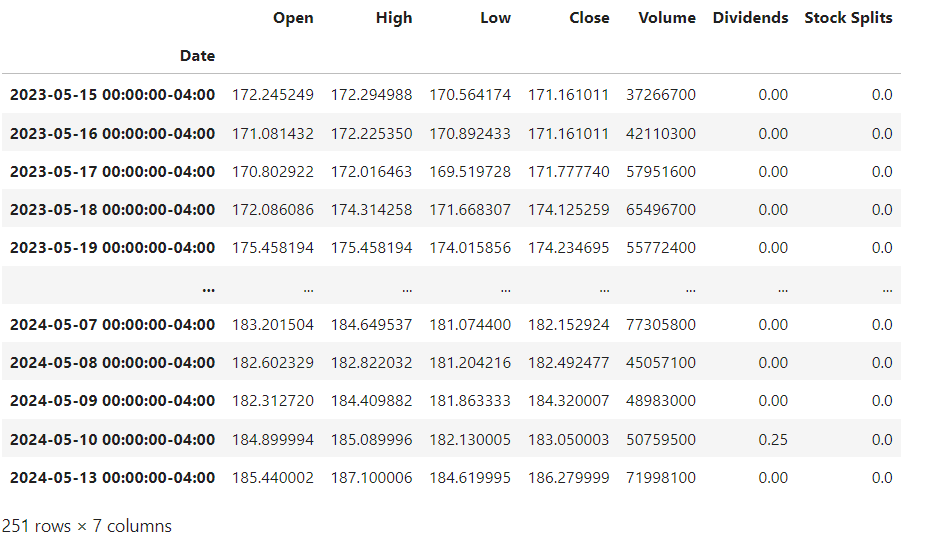 Open High Low Close Volume Dividends Stock Splits
Date
2023-05-15 00:00:00-04:00 172.245249 172.294988 170.564174 171.161011 37266700 0.00 0.0
2023-05-16 00:00:00-04:00 171.081432 172.225350 170.892433 171.161011 42110300 0.00 0.0
2023-05-17 00:00:00-04:00 170.802922 172.016463 169.519728 171.777740 57951600 0.00 0.0
2023-05-18 00:00:00-04:00 172.086086 174.314258 171.668307 174.125259 65496700 0.00 0.0
2023-05-19 00:00:00-04:00 175.458194 175.458194 174.015856 174.234695 55772400 0.00 0.0
... ... ... ... ... ... ... ...
2024-05-07 00:00:00-04:00 183.201504 184.649537 181.074400 182.152924 77305800 0.00 0.0
2024-05-08 00:00:00-04:00 182.602329 182.822032 181.204216 182.492477 45057100 0.00 0.0
2024-05-09 00:00:00-04:00 182.312720 184.409882 181.863333 184.320007 48983000 0.00 0.0
2024-05-10 00:00:00-04:00 184.899994 185.089996 182.130005 183.050003 50759500 0.25 0.0
2024-05-13 00:00:00-04:00 185.440002 187.100006 184.619995 186.279999 71998100 0.00 0.0
251 rows × 7 columns